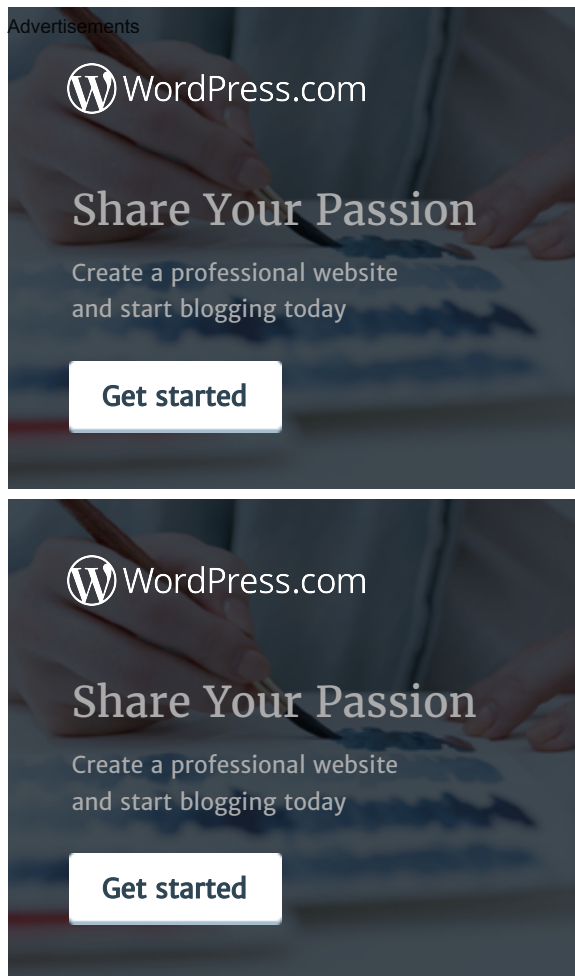 Advertisements
WordPress.com
Share Your Passion
Create a professional website
and start blogging today
Get started
WordPress.com
Share Your Passion
Create a professional website
and start blogging today
Get started